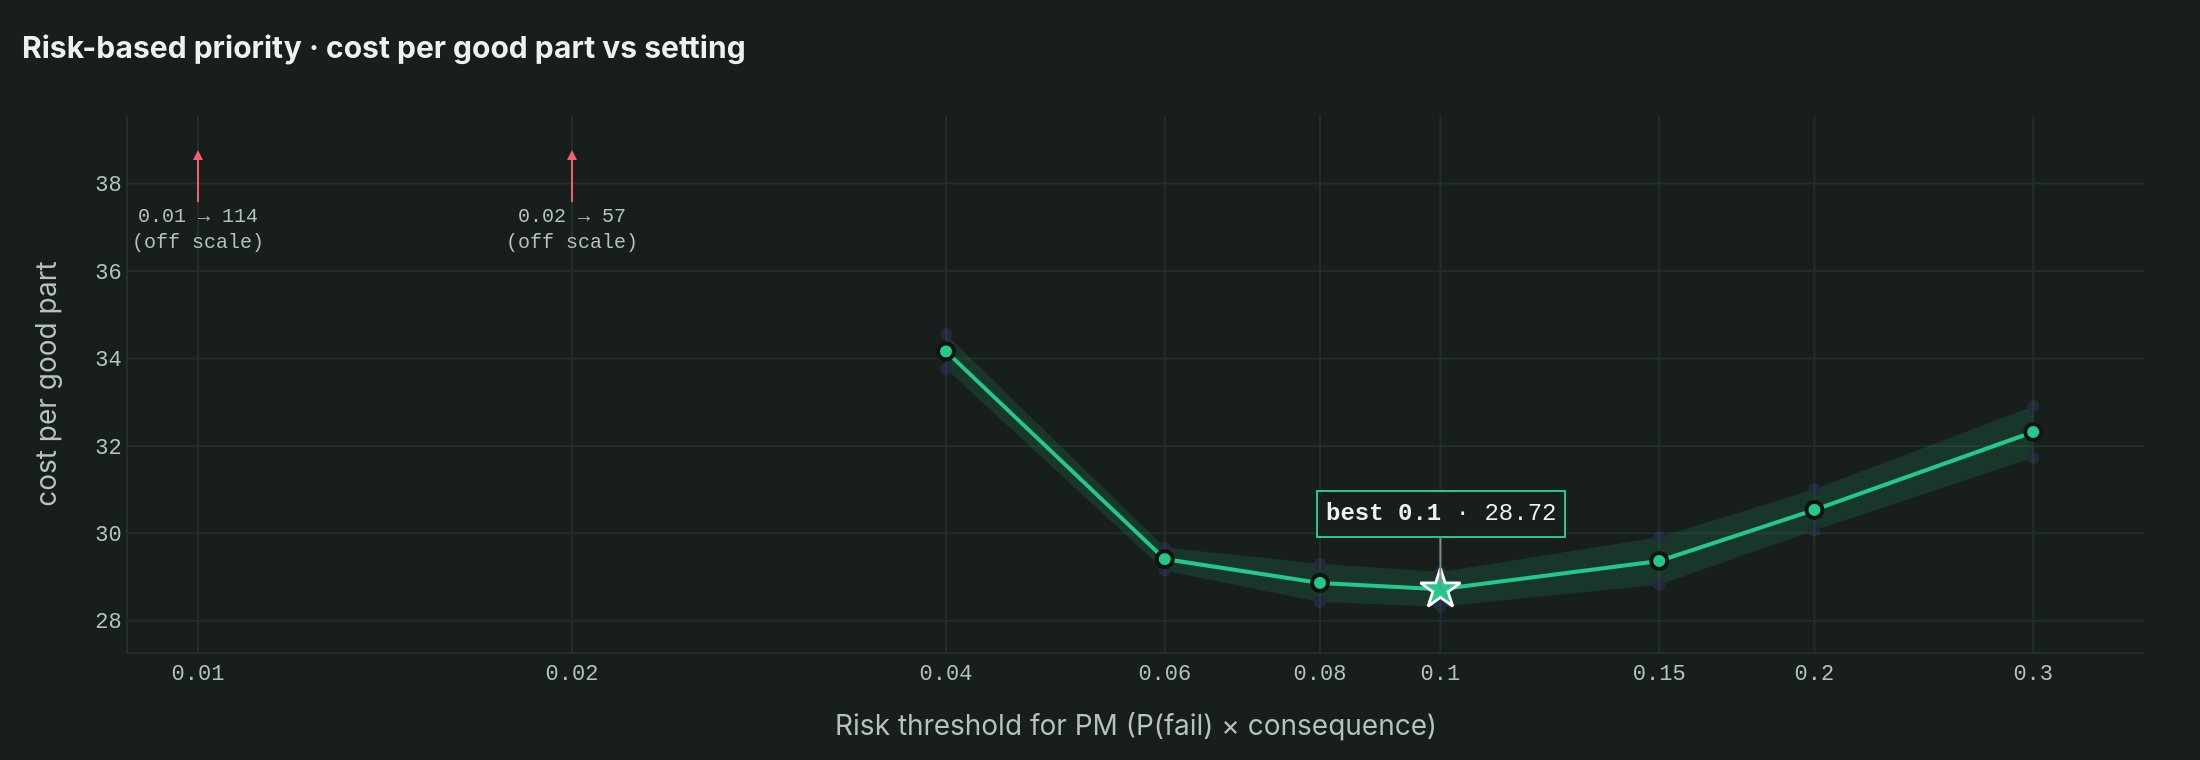 Risk-based priority · cost per good part vs setting
38
36
34
32
30
28
cost per good part
0.01 → 114
(off scale)
0.02 → 57
(off scale)
best 0.1 · 28.72
0.01
0.02
0.04
0.06
0.08
0.1
0.15
0.2
0.3
Risk threshold for PM (P(fail) × consequence)